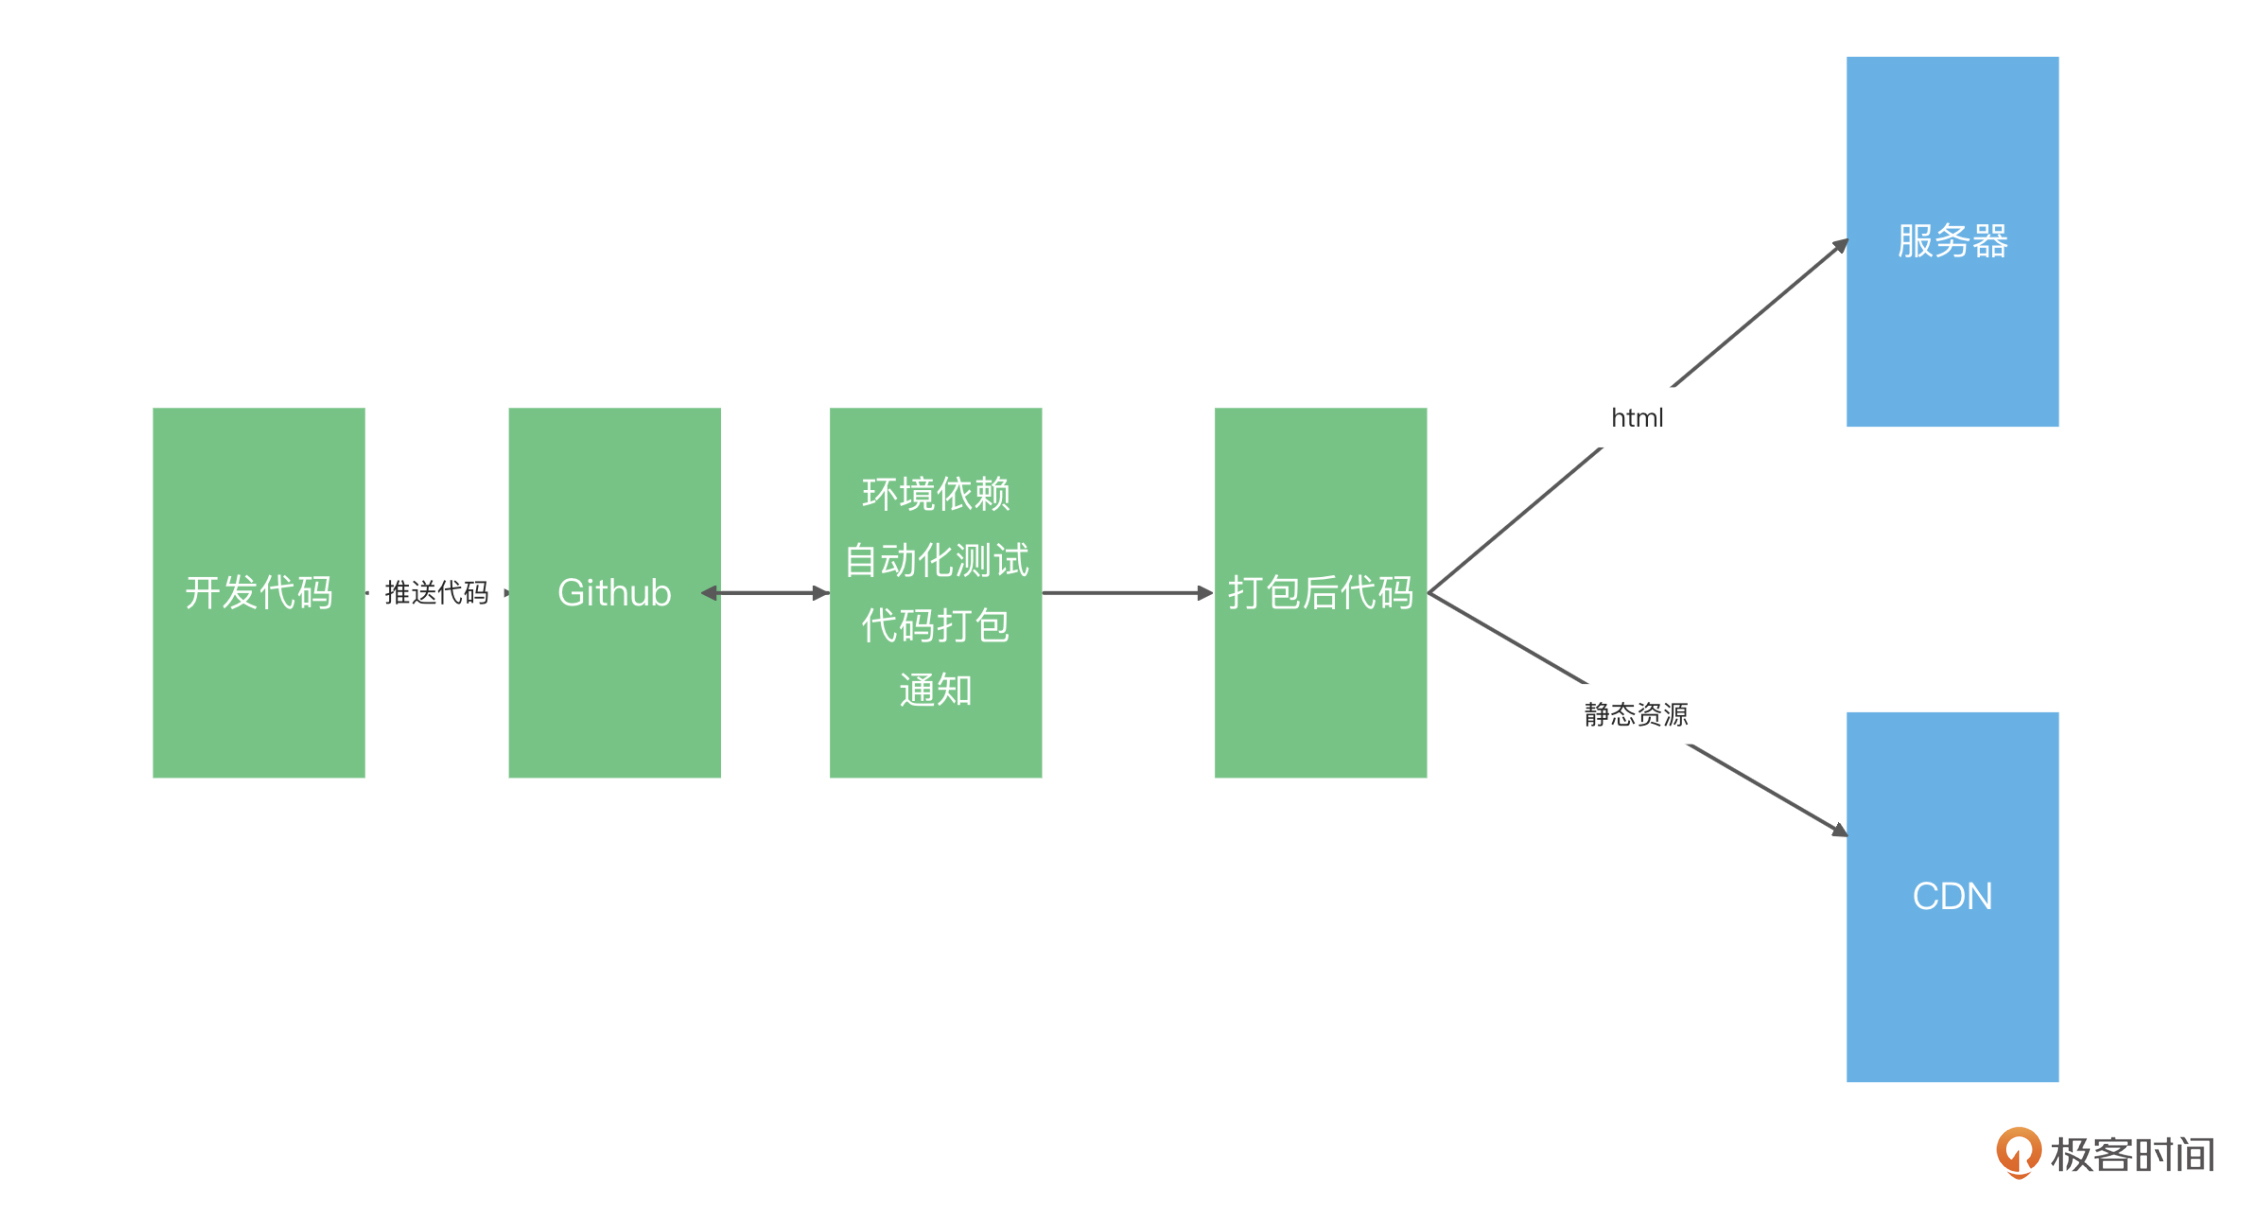 开发代码
推送代码
Github
环境依赖
自动化测试
代码打包
通知
打包后代码
html
静态资源
服务器
CDN
极客时间